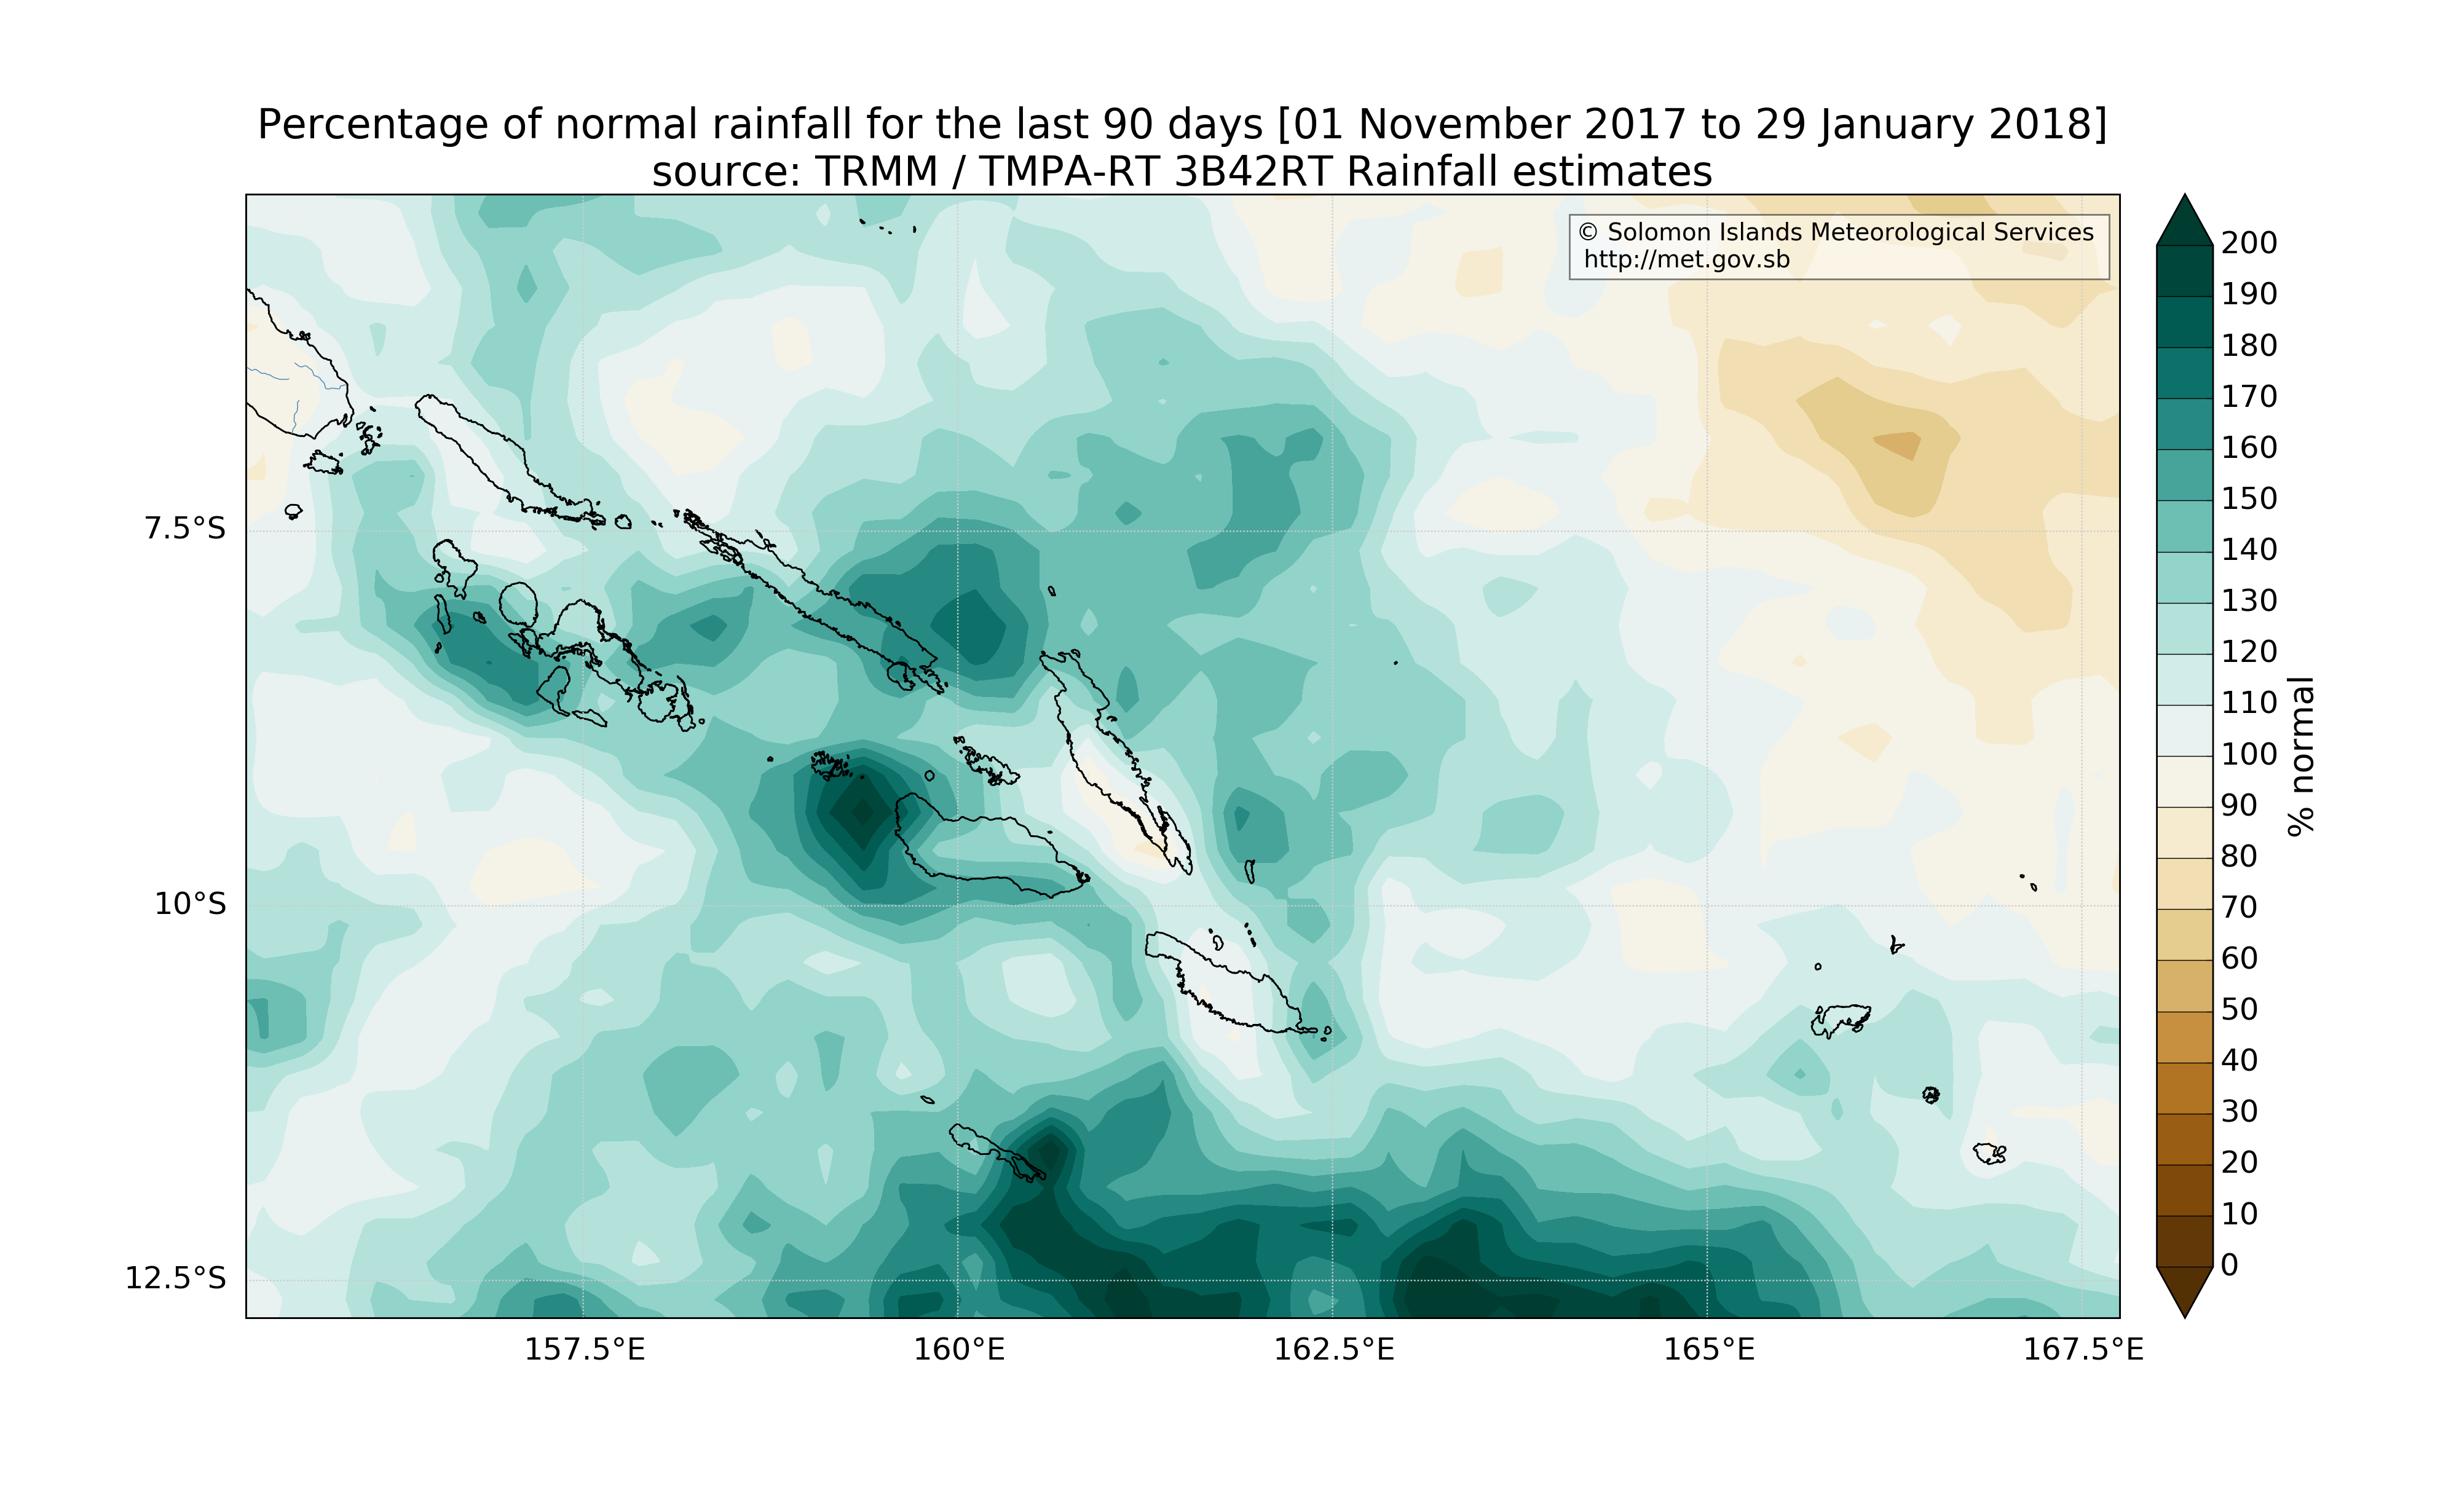 Percentage of normal rainfall for the last 90 days [01 November 2017 to 29 January 2018]
source: TRMM / TMPA-RT 3B42RT Rainfall estimates
© Solomon Islands Meteorological Services
http://met.gov.sb
7.5°S
10°S
12.5°S
157.5°E
160°E
162.5°E
165°E
167.5°E
200
190
180
170
160
150
140
130
120
110
100
90
80
70
60
50
40
30
20
10
0
% normal